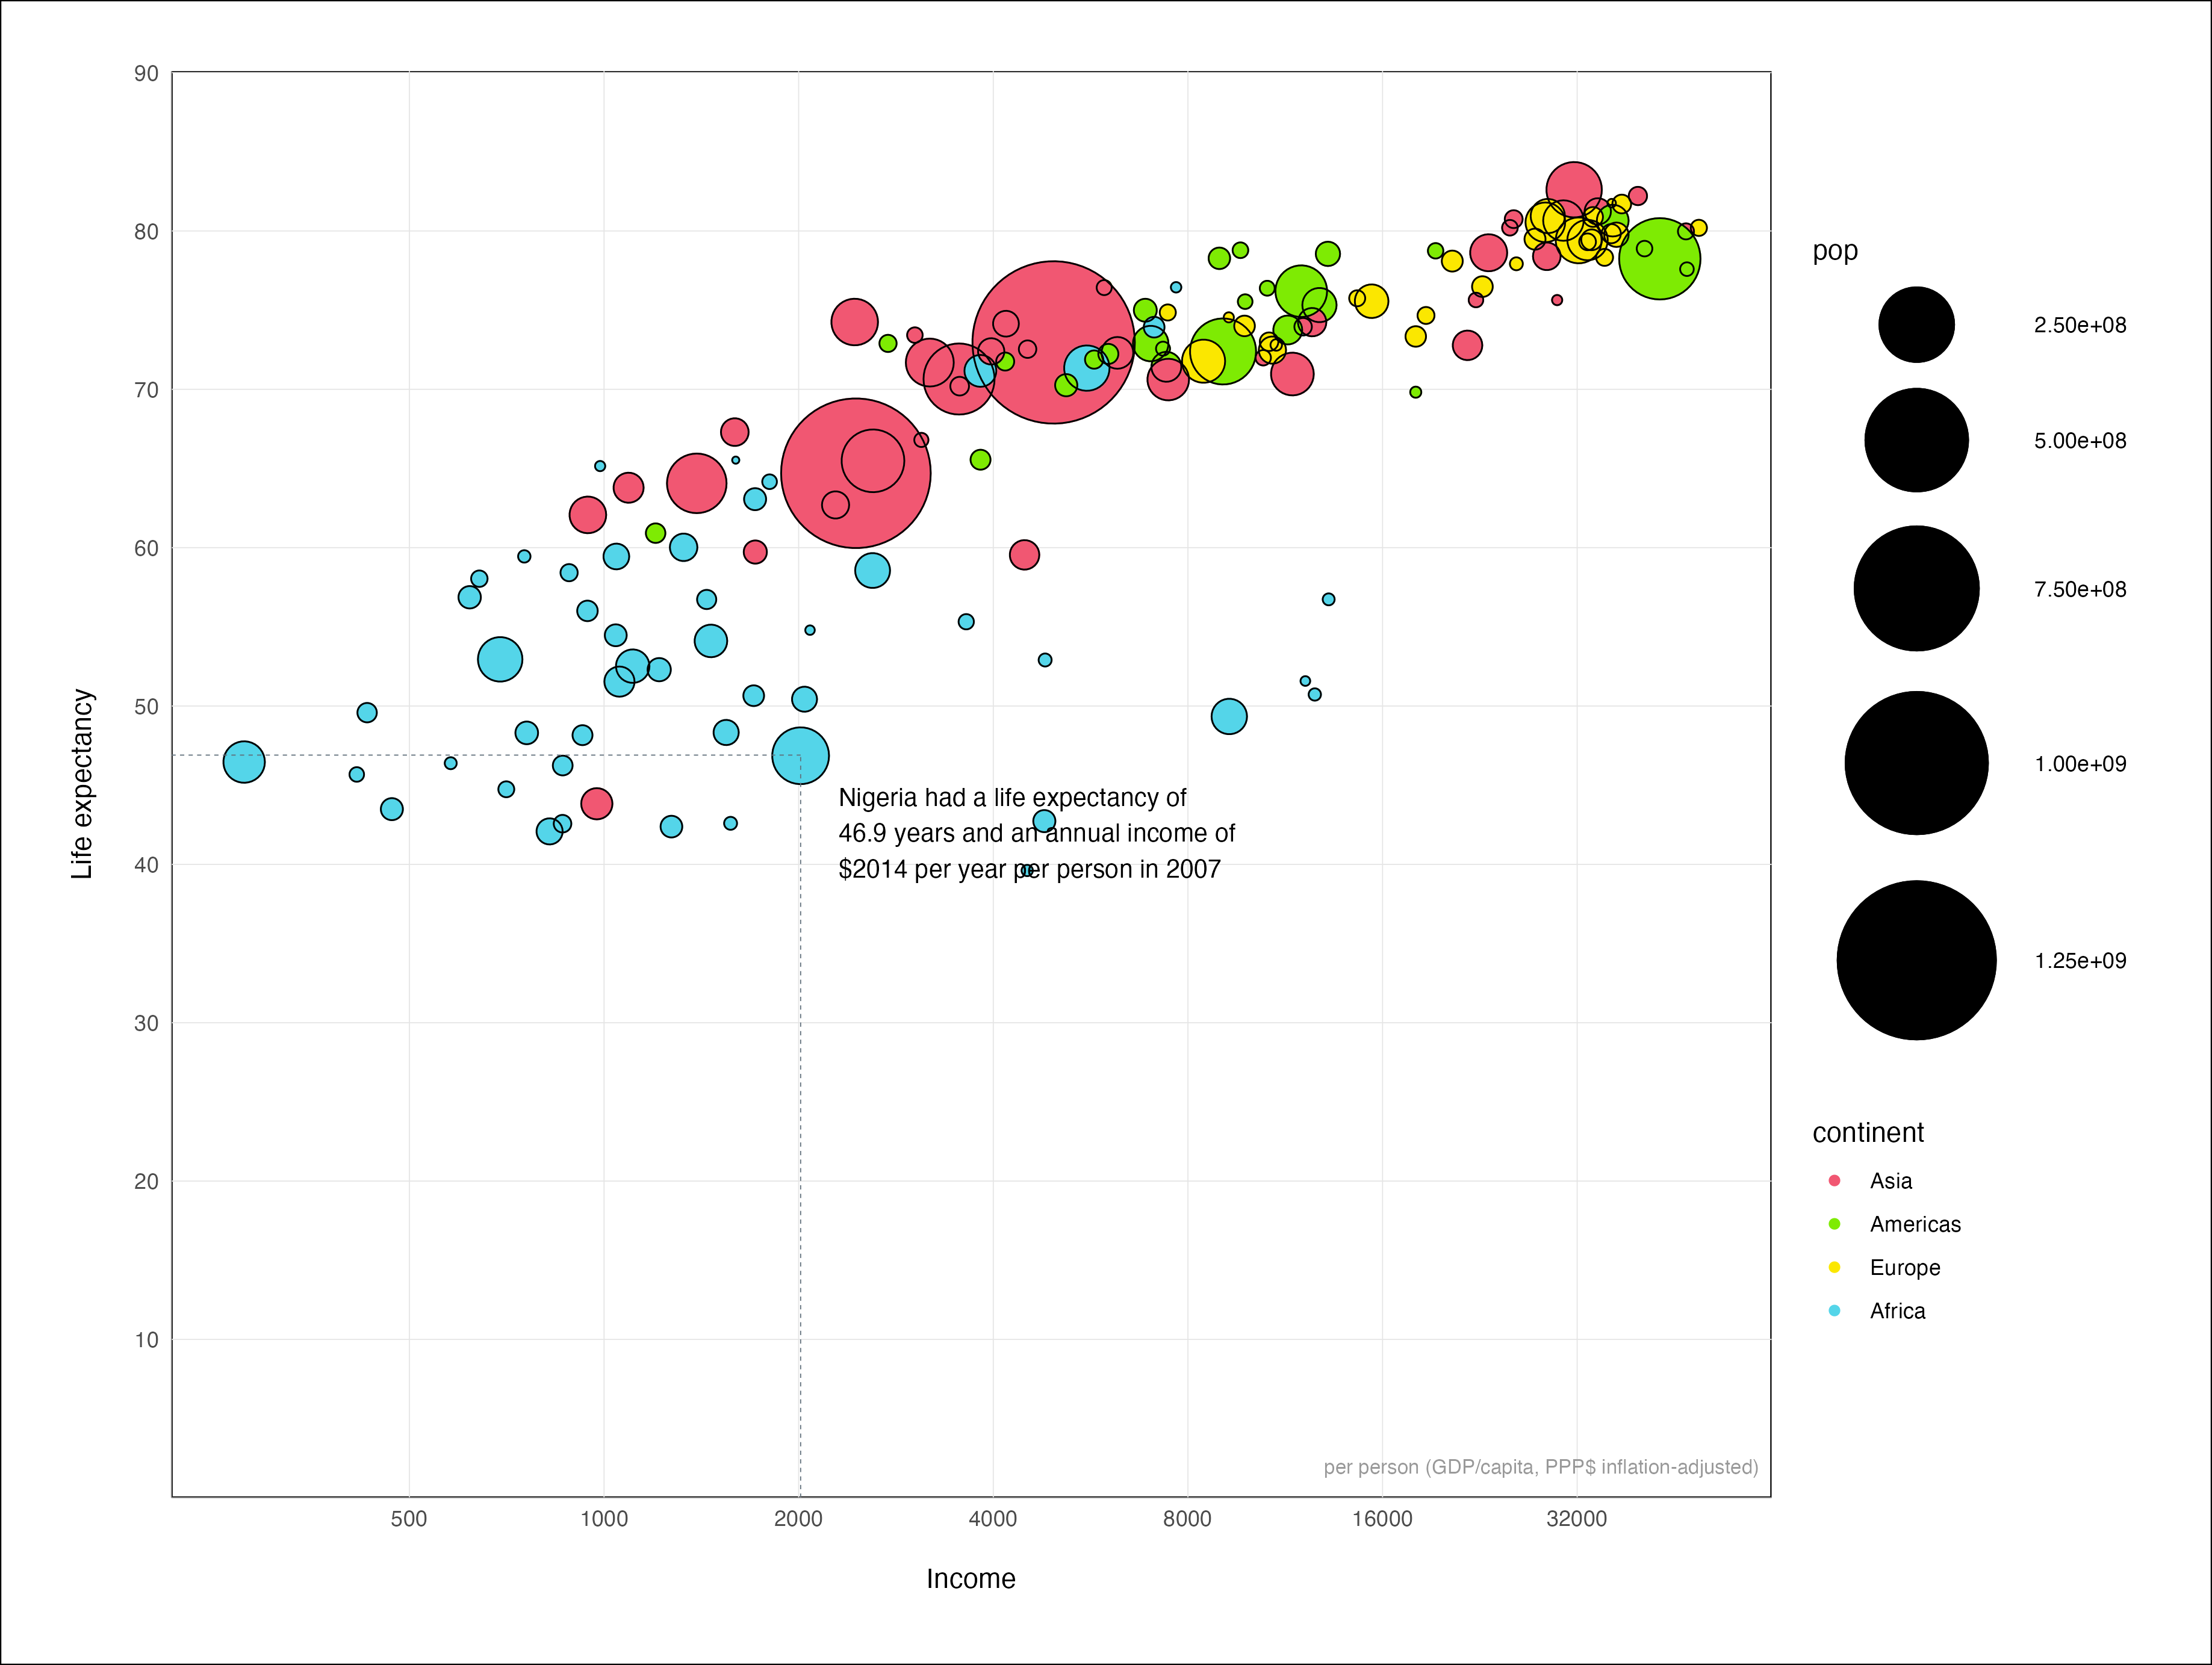 90
80
70
60
50
40
30
20
10
Life expectancy
Nigeria had a life expectancy of
46.9 years and an annual income of
$2014 per year per person in 2007
per person (GDP/capita, PPP$ inflation-adjusted)
500 1000 2000 4000 8000 16000 32000
Income
pop
2.50e+08
5.00e+08
7.50e+08
1.00e+09
1.25e+09
continent
Asia
Americas
Europe
Africa